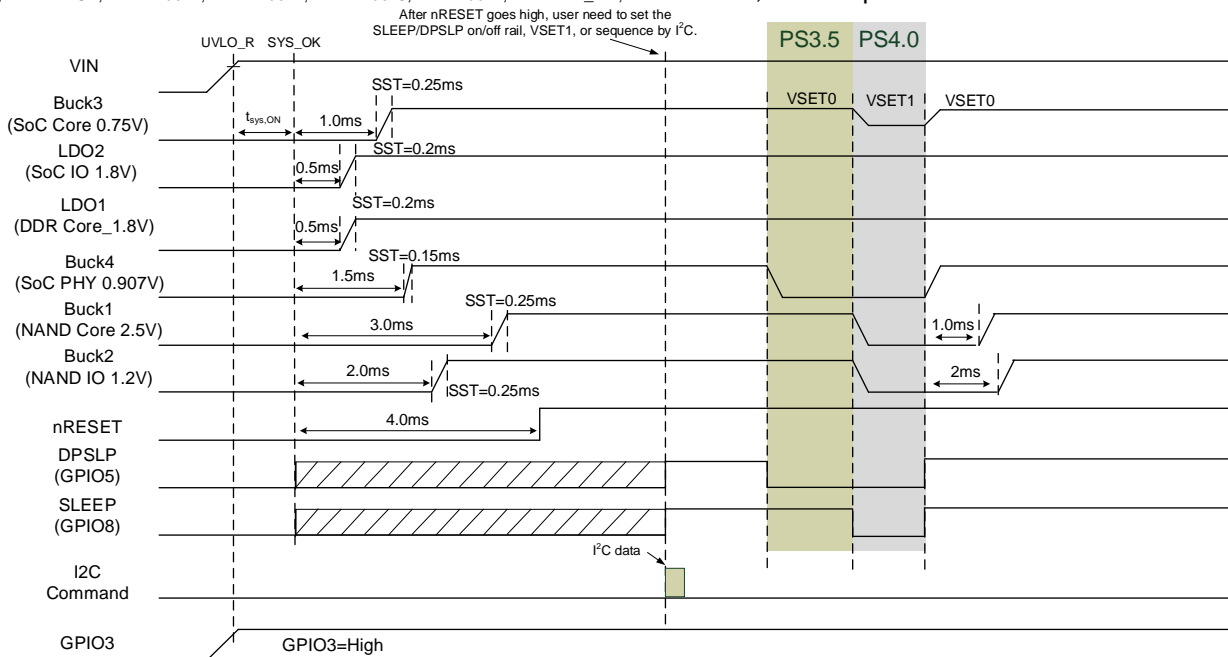 After nRESET goes high, user need to set the
SLEEP/DPSLP on/off rail, VSET1, or sequence by I²C.
PS3.5 PS4.0
UVLO_R SYS_OK
VIN
SST=0.25ms
VSET0 VSET1 VSET0
Buck3
(SoC Core 0.75V)
tsys,ON
1.0ms
LDO2
(SoC IO 1.8V)
SST=0.2ms
0.5ms
LDO1
(DDR Core_1.8V)
SST=0.2ms
0.5ms
Buck4
(SoC PHY 0.907V)
SST=0.15ms
1.5ms
Buck1
(NAND Core 2.5V)
SST=0.25ms
3.0ms
1.0ms
Buck2
(NAND IO 1.2V)
2.0ms
SST=0.25ms
2ms
nRESET
4.0ms
DPSLP
(GPIO5)
SLEEP
(GPIO8)
I²C data
I2C
Command
GPIO3
GPIO3=High